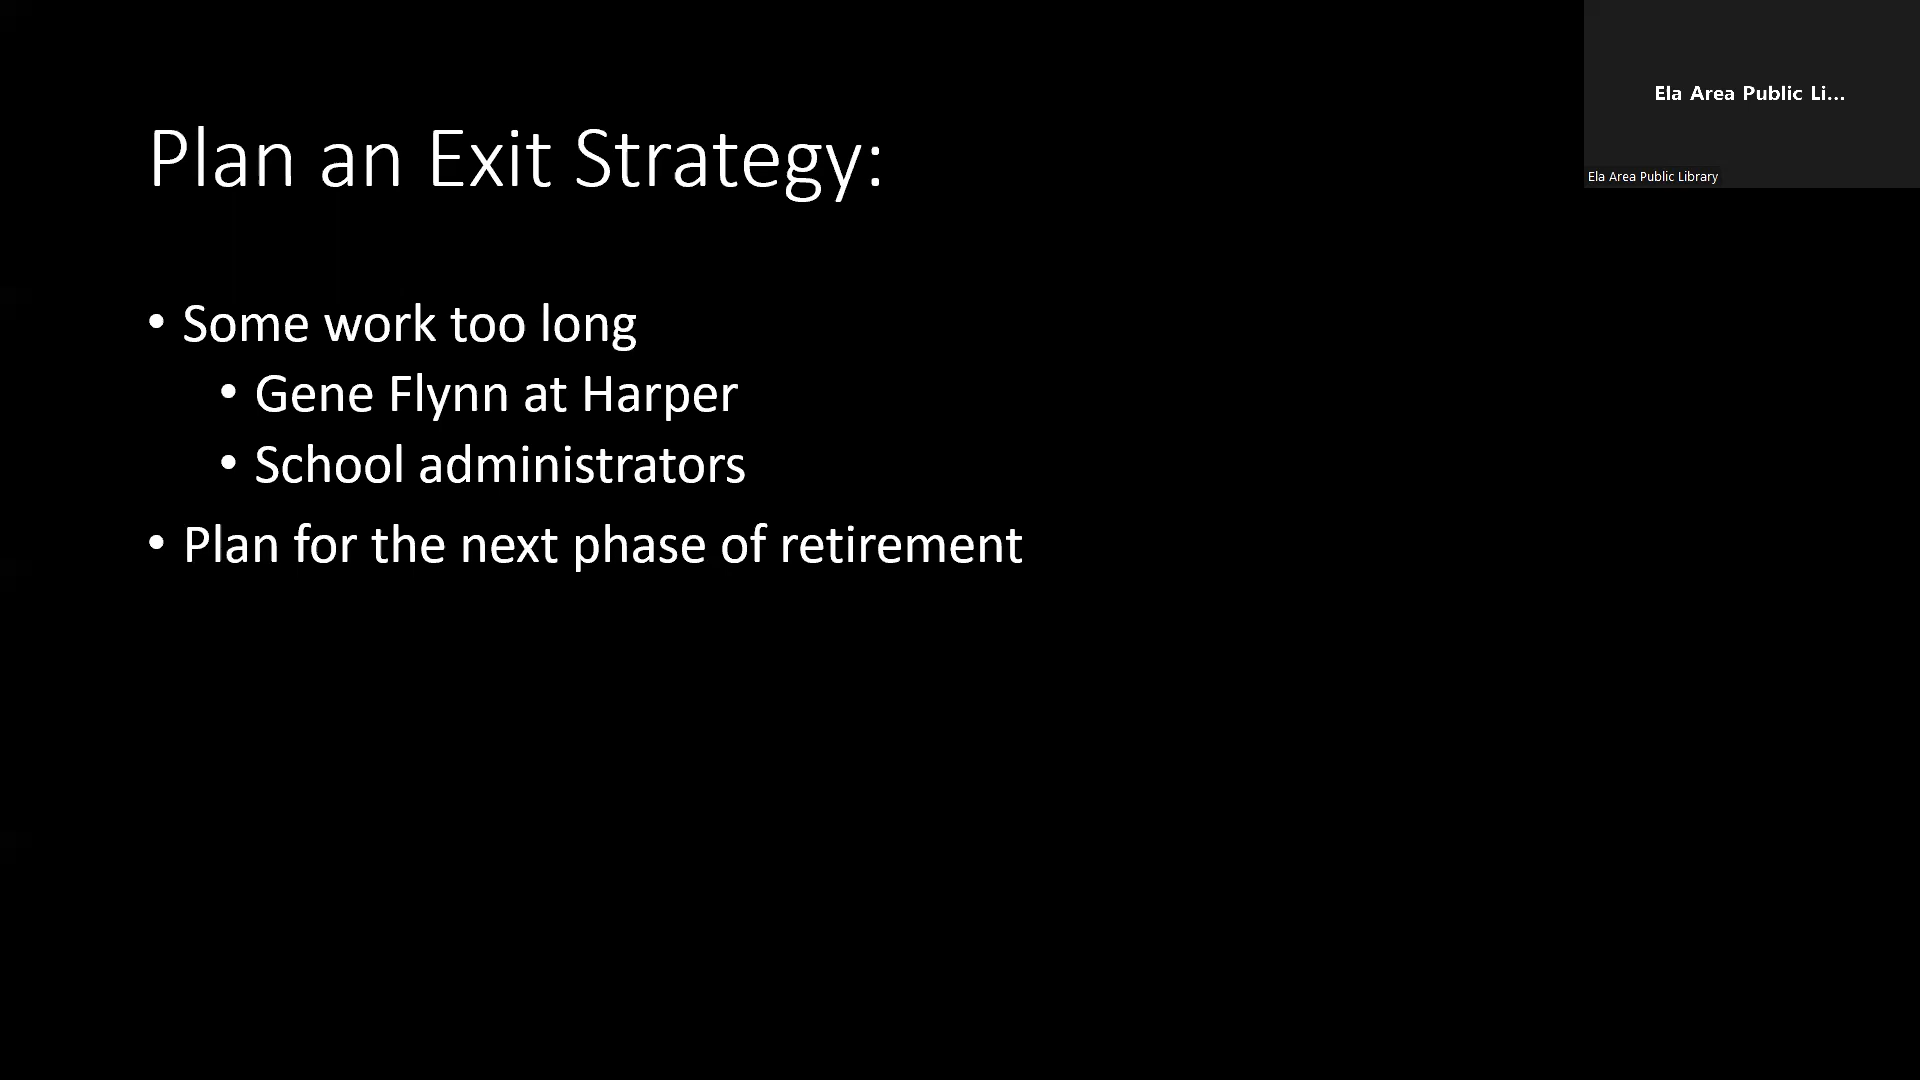 Ela Area Public Li...
Ela Area Public Library
Plan an Exit Strategy:
• Some work too long
• Gene Flynn at Harper
• School administrators
• Plan for the next phase of retirement